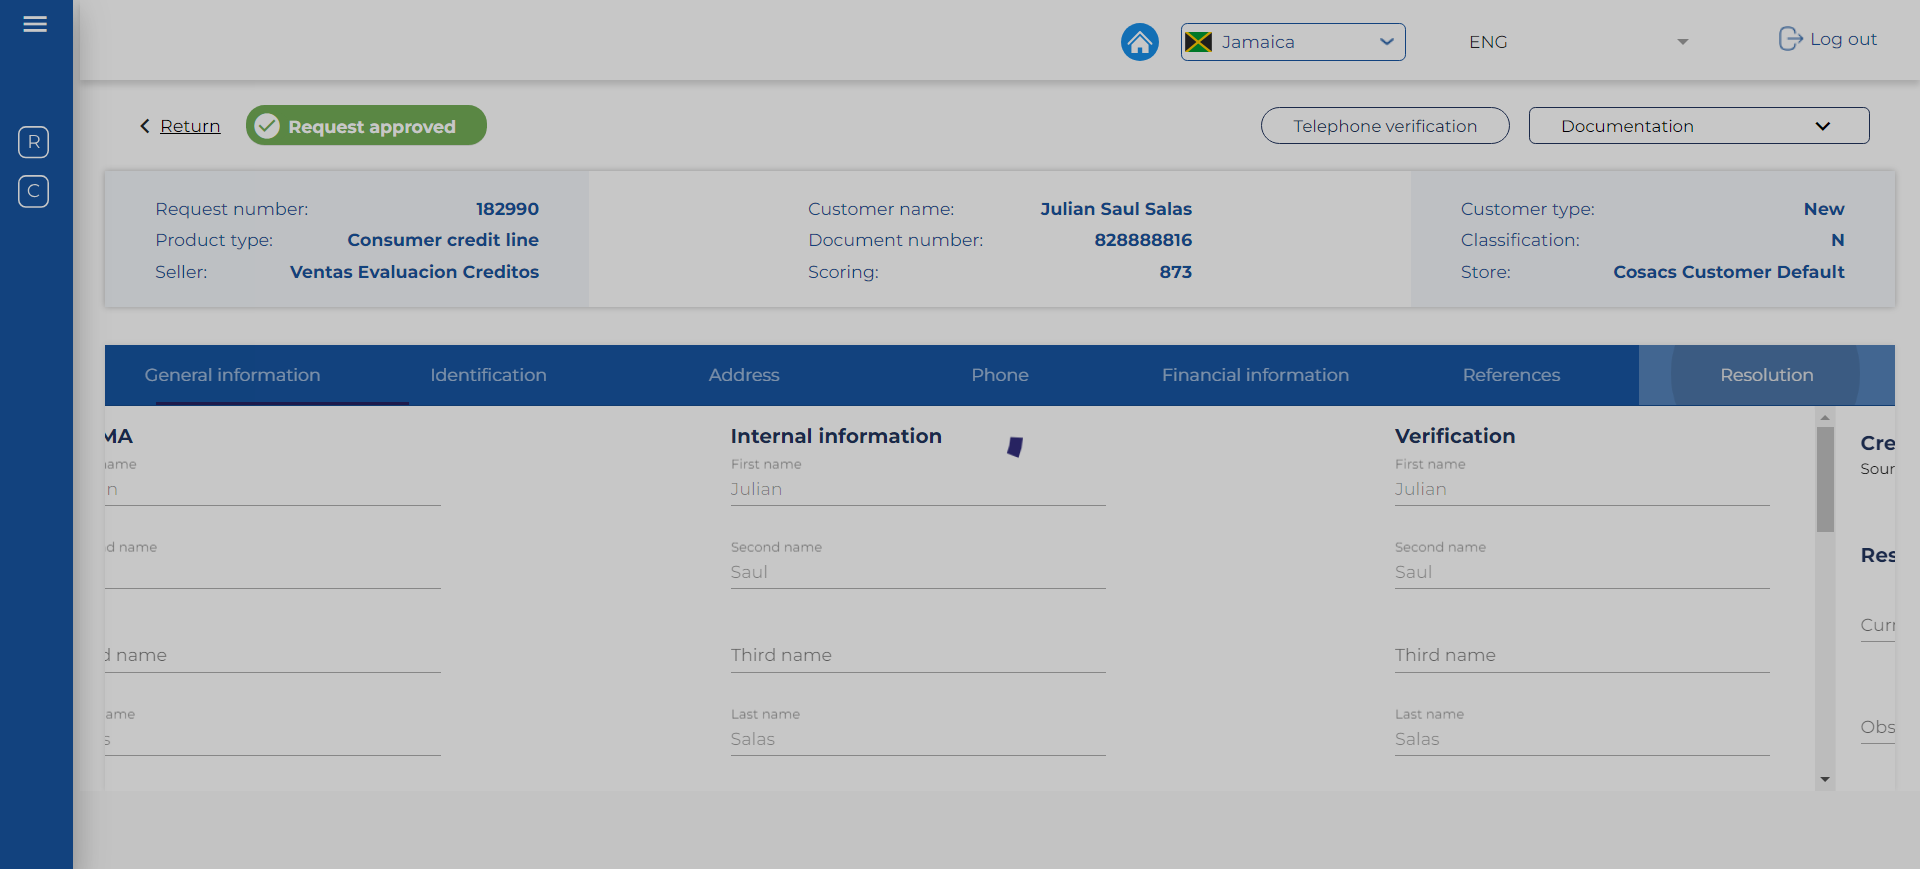 Jamaica
ENG
Log out
R
C
Return
Request approved
Telephone verification
Documentation
Request number: 182990
Product type: Consumer credit line
Seller: Ventas Evaluacion Creditos
Customer name: Julian Saul Salas
Document number: 828888816
Scoring: 873
Customer type: New
Classification: N
Store: Cosacs Customer Default
General information
Identification
Address
Phone
Financial information
References
Resolution
MA
ame
n
d name
d name
ame
s
Internal information
First name
Julian
Second name
Saul
Third name
Last name
Salas
Verification
First name
Julian
Second name
Saul
Third name
Last name
Salas
Cre
Sour
Res
Curr
Obs